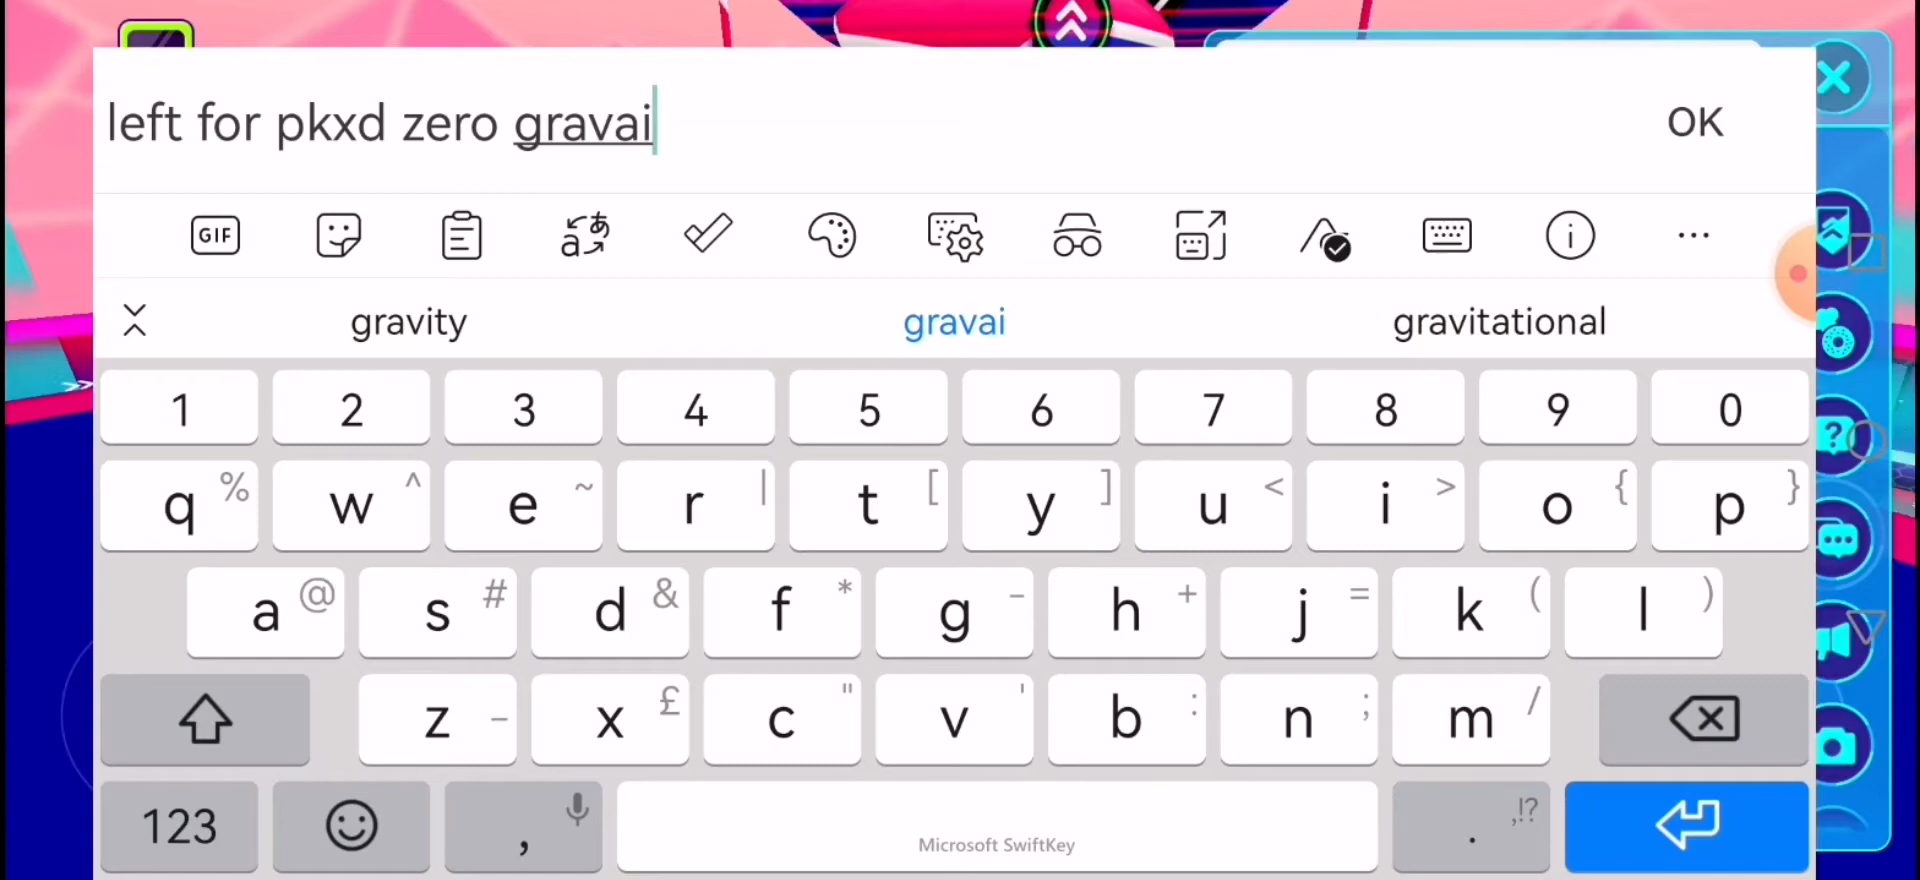 left for pkxd zero gravai
OK
GIF
gravity gravai gravitational
1 2 3 4 5 6 7 8 9 0
q % w ^ e ~ r | t [ y ] u < i > o { p }
a @ s # d & f * g - h + j = k ( l )
z _ x £ c " v ' b : n ; m /
123 , . ,!?
Microsoft SwiftKey